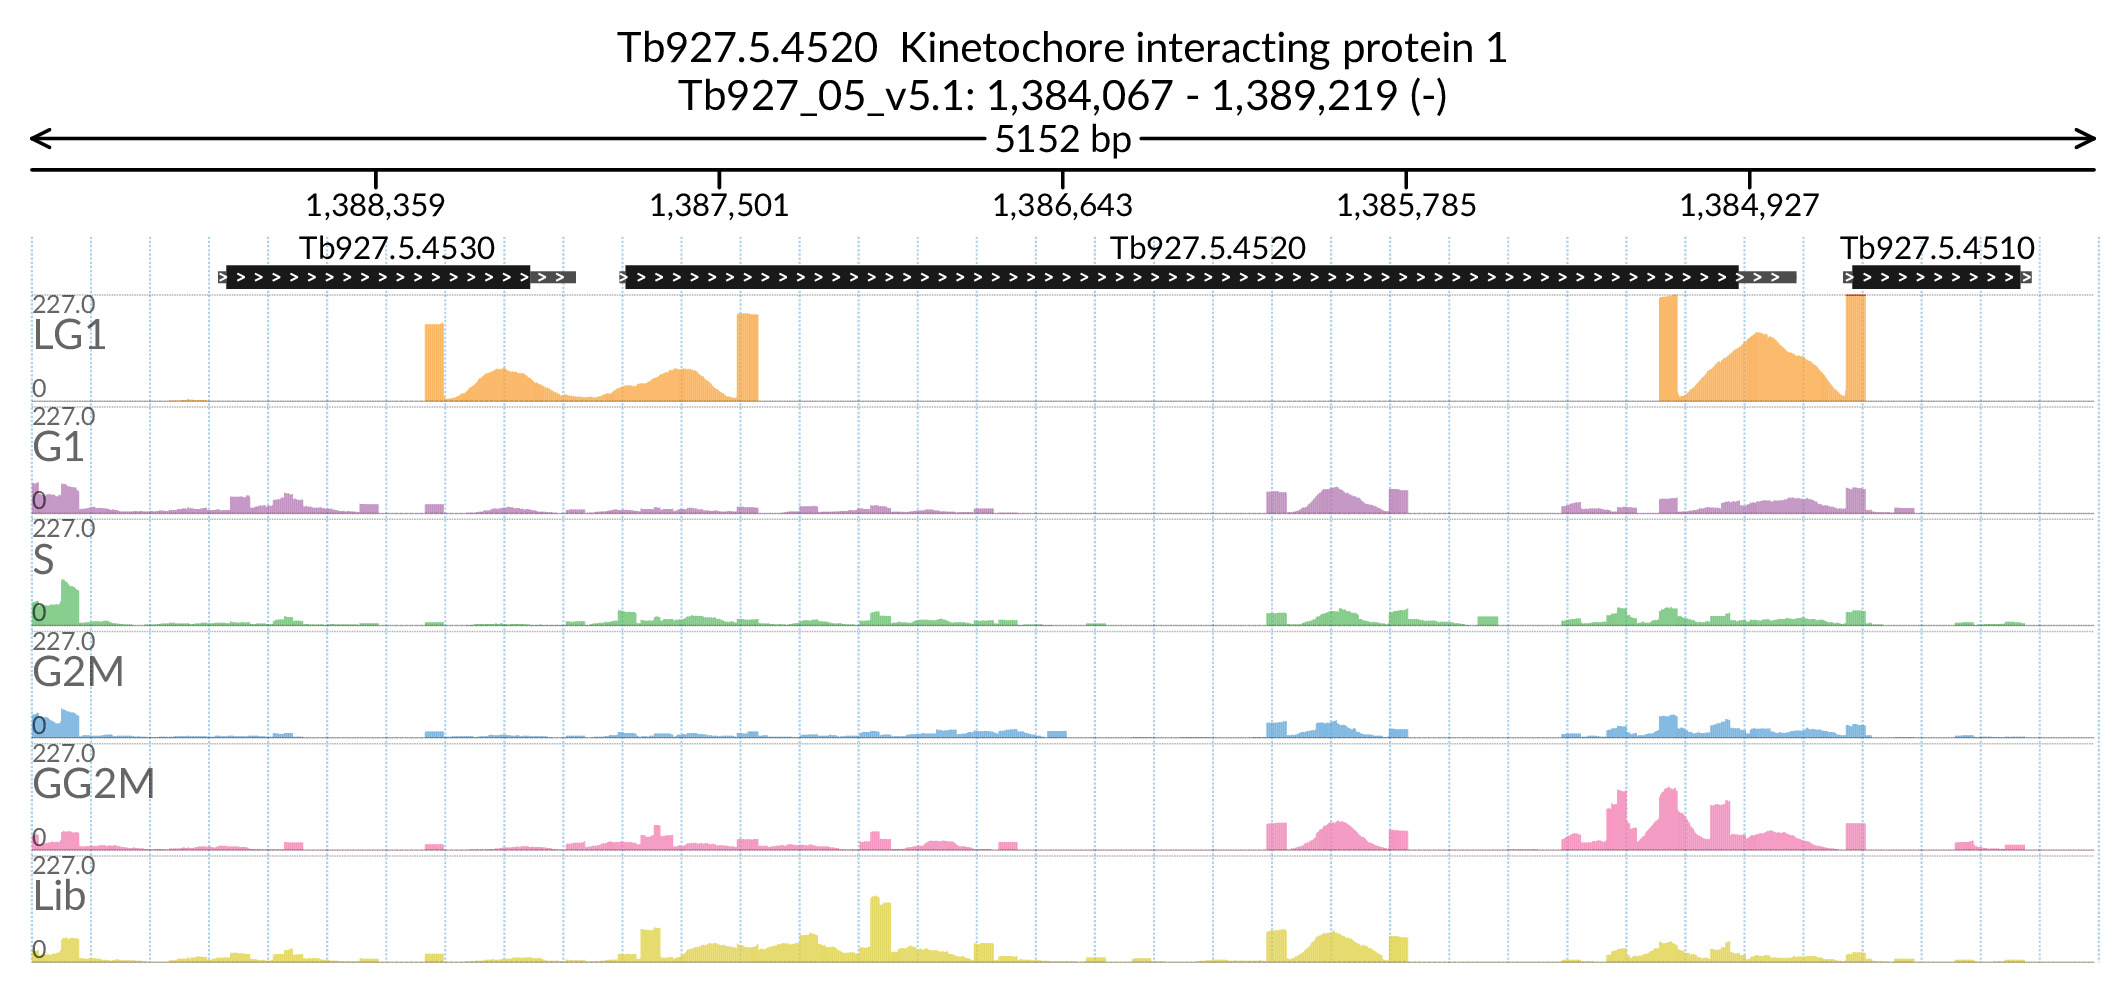 Tb927.5.4520  Kinetochore interacting protein 1
Tb927_05_v5.1: 1,384,067 - 1,389,219 (-)
5152 bp
1,388,359 1,387,501 1,386,643 1,385,785 1,384,927
Tb927.5.4530 Tb927.5.4520 Tb927.5.4510
227.0
LG1
0
227.0
G1
0
227.0
S
0
227.0
G2M
0
227.0
GG2M
0
227.0
Lib
0